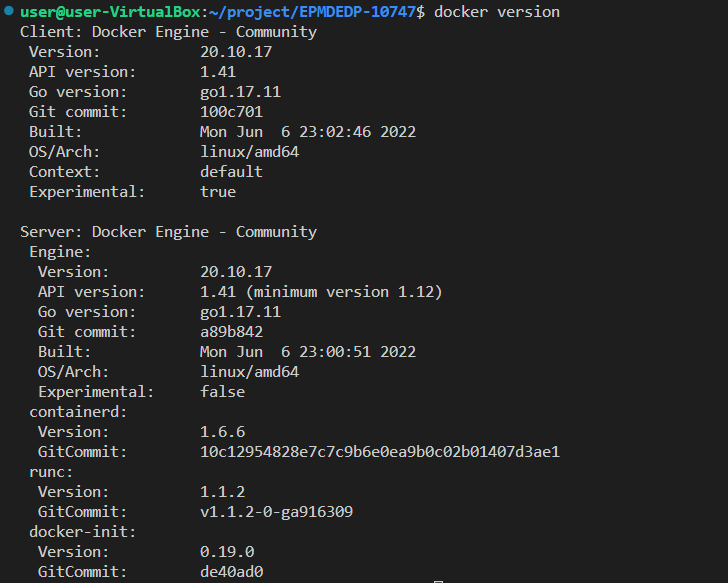 user@user-VirtualBox:~/project/EPMDEDP-10747$ docker version
Client: Docker Engine - Community
 Version:           20.10.17
 API version:       1.41
 Go version:        go1.17.11
 Git commit:        100c701
 Built:             Mon Jun  6 23:02:46 2022
 OS/Arch:           linux/amd64
 Context:           default
 Experimental:      true

Server: Docker Engine - Community
 Engine:
  Version:          20.10.17
  API version:      1.41 (minimum version 1.12)
  Go version:       go1.17.11
  Git commit:       a89b842
  Built:            Mon Jun  6 23:00:51 2022
  OS/Arch:          linux/amd64
  Experimental:     false
 containerd:
  Version:          1.6.6
  GitCommit:        10c12954828e7c7c9b6e0ea9b0c02b01407d3ae1
 runc:
  Version:          1.1.2
  GitCommit:        v1.1.2-0-ga916309
 docker-init:
  Version:          0.19.0
  GitCommit:        de40ad0